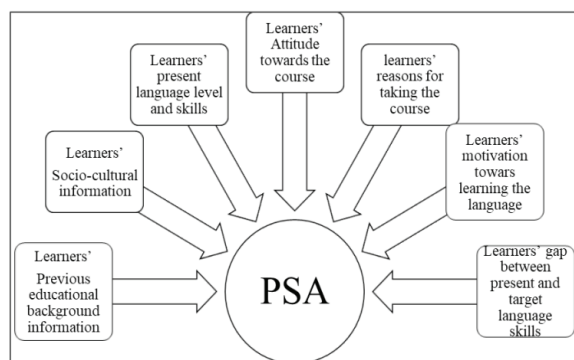 Learners'
Previous
educational
background
information
Learners'
Socio-cultural
information
Learners'
present
language level
and skills
Learners'
Attitude
towards the
course
learners'
reasons for
taking the
course
Learners'
motivation
towars
learning the
language
Learners' gap
between
present and
target
language
skills
PSA